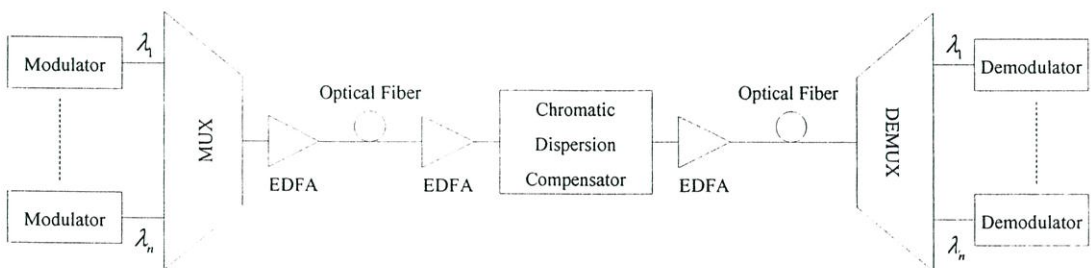 λ₁
Modulator
MUX
Optical Fiber
EDFA
EDFA
Chromatic
Dispersion
Compensator
EDFA
Optical Fiber
DEMUX
λ₁
Demodulator
Modulator
λₙ
λₙ
Demodulator